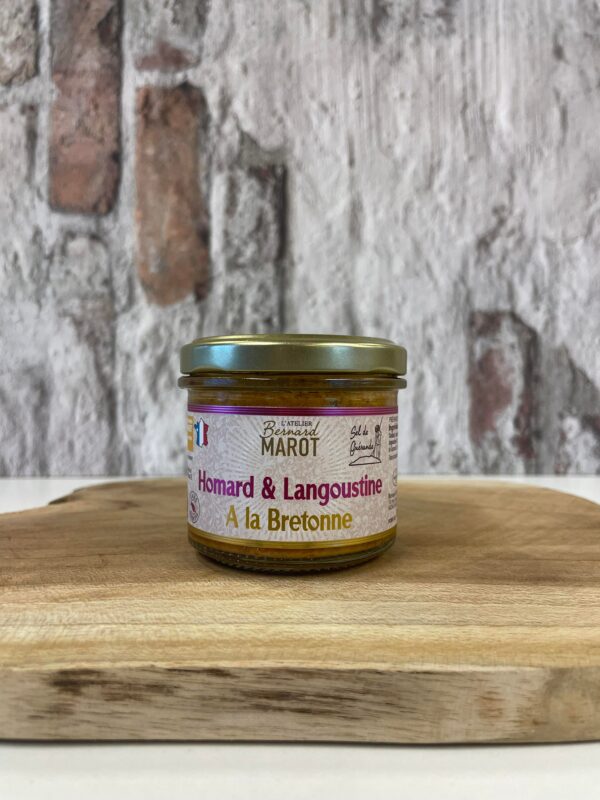 L'ATELIER
Bernard
MAROT
Sel de
Guérande
Homard & Langoustine
A la Bretonne